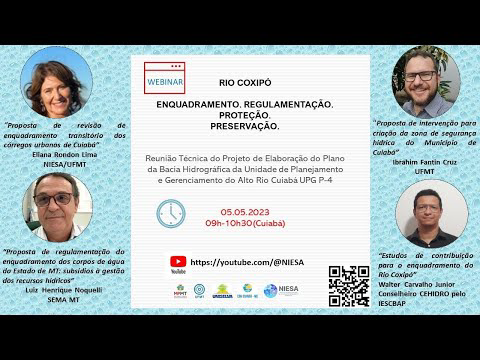 WEBINAR
RIO COXIPÓ
ENQUADRAMENTO. REGULAMENTAÇÃO.
PROTEÇÃO.
PRESERVAÇÃO.
Reunião Técnica do Projeto de Elaboração do Plano
da Bacia Hidrográfica da Unidade de Planejamento
e Gerenciamento do Alto Rio Cuiabá UPG P-4
05.05.2023
09h-10h30(Cuiabá)
YouTube
https://youtube.com/@NIESA
MPMT
UFMT
UNISELVA
NIESA
"Proposta de revisão de
enquadramento transitório dos
córregos urbanos de Cuiabá"
Eliana Rondon Lima
NIESA/UFMT
"Proposta de regulamentação do
enquadramento dos corpos de água
do Estado de MT: subsídios à gestão
dos recursos hídricos"
Luiz Henrique Noquelli
SEMA MT
"Proposta de intervenção para
criação da zona de segurança
hídrica do Município de
Cuiabá"
Ibrahim Fantin Cruz
UFMT
"Estudos de contribuição
para o enquadramento do
Rio Coxipó"
Walter Carvalho Junior
Conselheiro CEHIDRO pelo
IESCBAP